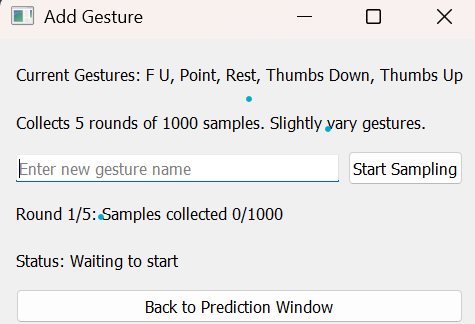 Add Gesture
Current Gestures: F U, Point, Rest, Thumbs Down, Thumbs Up
Collects 5 rounds of 1000 samples. Slightly vary gestures.
Enter new gesture name Start Sampling
Round 1/5: Samples collected 0/1000
Status: Waiting to start
Back to Prediction Window